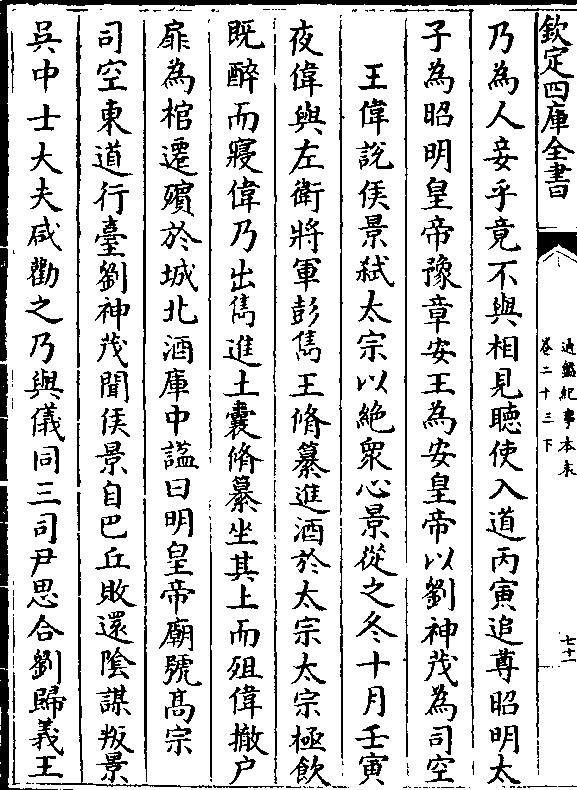 欽定四庫全書
通鑑紀事本末
卷二十三下
七十一
乃為人妾乎竟不與相見聽使入道丙寅追尊昭明太
子為昭明皇帝豫章安王為安皇帝以劉神茂為司空
王偉説侯景弑太宗以絶衆心景從之冬十月壬寅
夜偉與左衛將軍彭雋王脩纂進酒於太宗太宗極飲
既醉而寢偉乃出雋進土囊脩纂坐其上而殂偉撤户
扉為棺遷殯於城北酒庫中諡曰明皇帝廟號髙宗
司空東道行臺劉神茂聞侯景自巴丘敗還陰謀叛景
吳中士大夫咸勸之乃與儀同三司尹思合劉歸義王